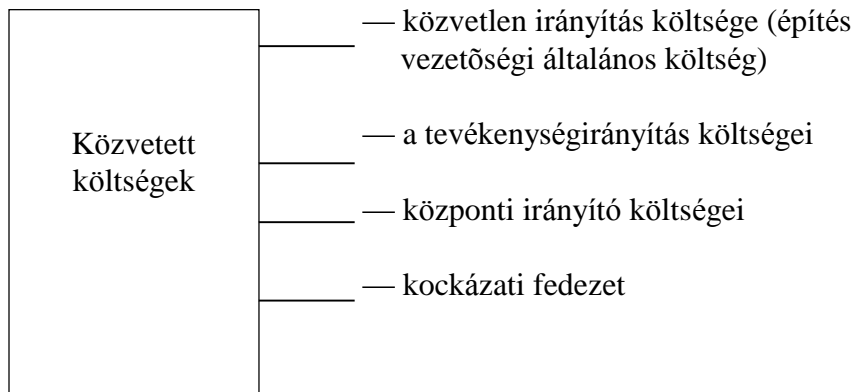 Közvetett
költségek
— közvetlen irányítás költsége (építés
vezetõségi általános költség)
— a tevékenységirányítás költségei
— központi irányító költségei
— kockázati fedezet